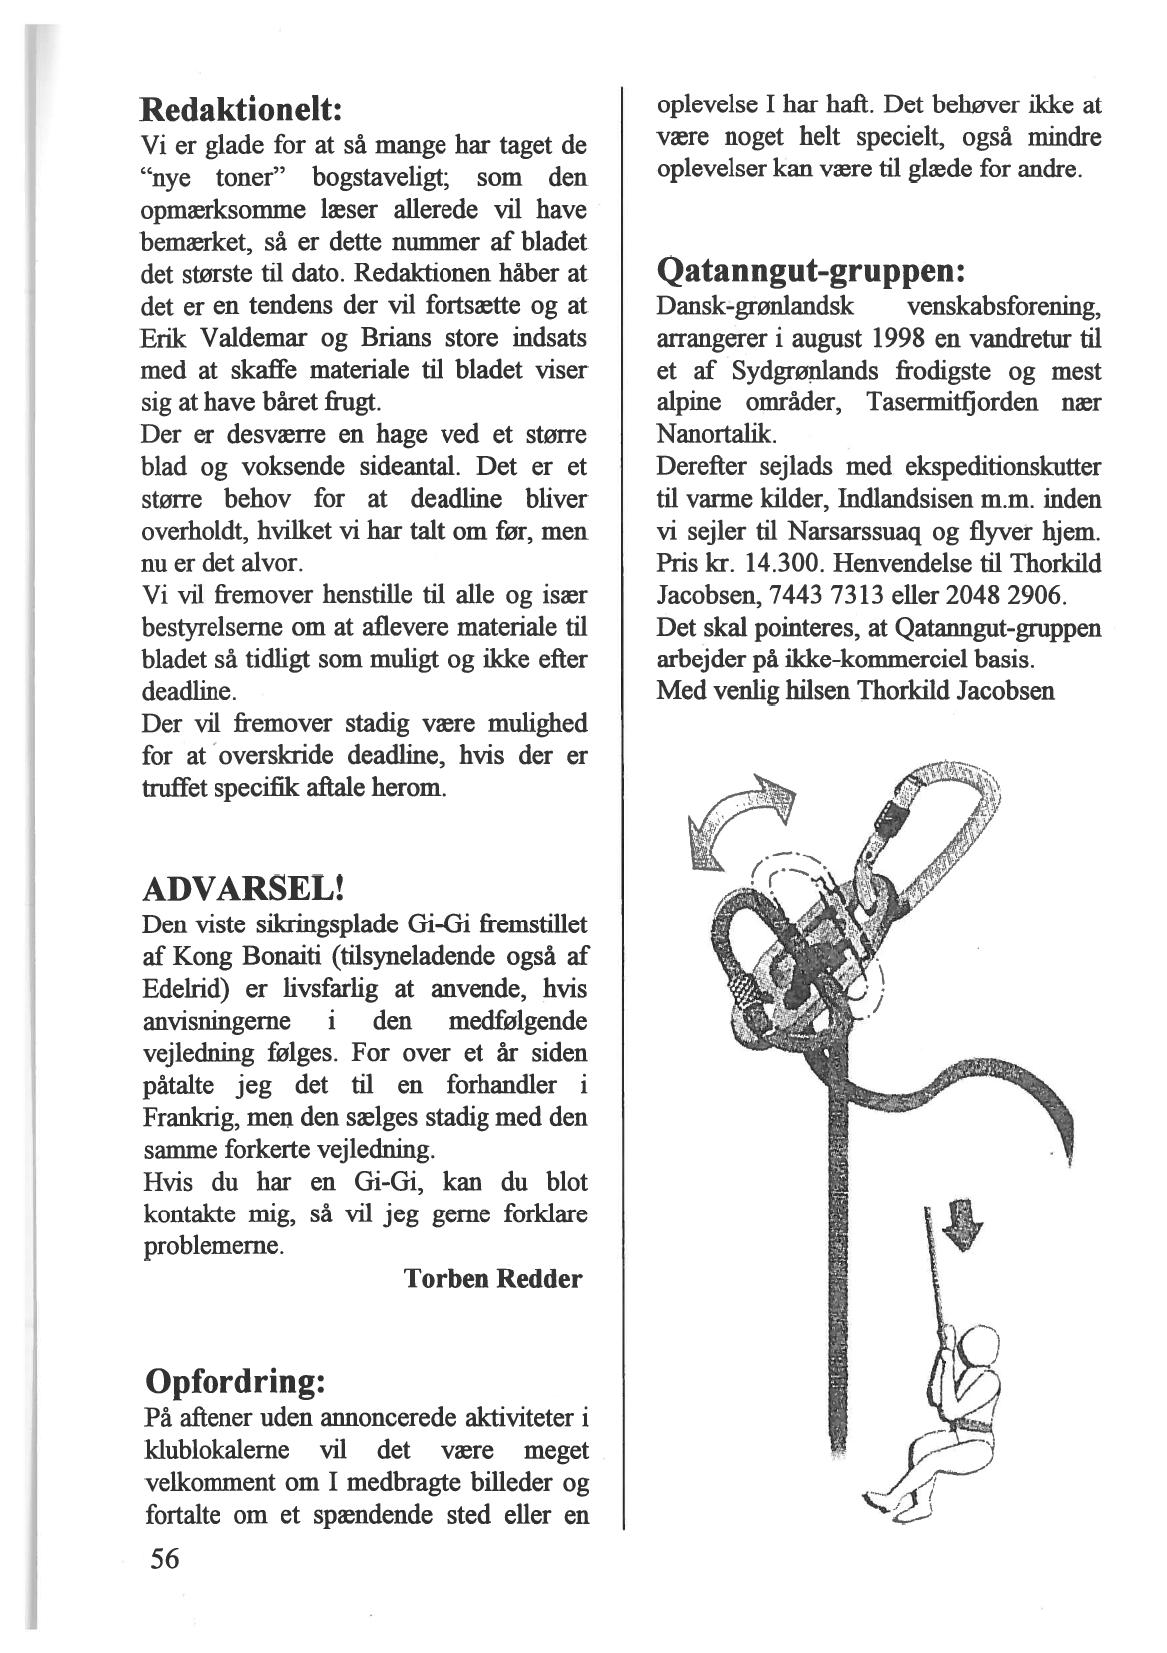 Redaktionelt:
Vi er glade for at så mange har taget de
“nye toner” bogstaveligt; som den
opmærksomme læser allerede vil have
bemærket, så er dette nummer af bladet
det største til dato. Redaktionen håber at
det er en tendens der vil fortsætte og at
Erik Valdemar og Brians store indsats
med at skaffe materiale til bladet viser
sig at have båret frugt.
Der er desværre en hage ved et større
blad og voksende sideantal. Det er et
større behov for at deadline bliver
overholdt, hvilket vi har talt om før, men
nu er det alvor.
Vi vil fremover henstille til alle og især
bestyrelserne om at aflevere materiale til
bladet så tidligt som muligt og ikke efter
deadline.
Der vil fremover stadig være mulighed
for at overskride deadline, hvis der er
truffet specifik aftale herom.
ADVARSEL!
Den viste sikringsplade Gi-Gi fremstillet
af Kong Bonaiti (tilsyneladende også af
Edelrid) er livsfarlig at anvende, hvis
anvisningerne i den medfølgende
vejledning følges. For over et år siden
påtalte jeg det til en forhandler i
Frankrig, men den sælges stadig med den
samme forkerte vejledning.
Hvis du har en Gi-Gi, kan du blot
kontakte mig, så vil jeg gerne forklare
problemerne.
Torben Redder
Opfordring:
På aftener uden annoncerede aktiviteter i
klublokalerne vil det være meget
velkomment om I medbragte billeder og
fortalte om et spændende sted eller en
56
oplevelse I har haft. Det behøver ikke at
være noget helt specielt, også mindre
oplevelser kan være til glæde for andre.
Qatanngut-gruppen:
Dansk-grønlandsk venskabsforening,
arrangerer i august 1998 en vandretur til
et af Sydgrønlands frodigste og mest
alpine områder, Tasermitfjorden nær
Nanortalik.
Derefter sejlads med ekspeditionskutter
til varme kilder, Indlandsisen m.m. inden
vi sejler til Narsarssuaq og flyver hjem.
Pris kr. 14.300. Henvendelse til Thorkild
Jacobsen, 7443 7313 eller 2048 2906.
Det skal pointeres, at Qatanngut-gruppen
arbejder på ikke-kommerciel basis.
Med venlig hilsen Thorkild Jacobsen